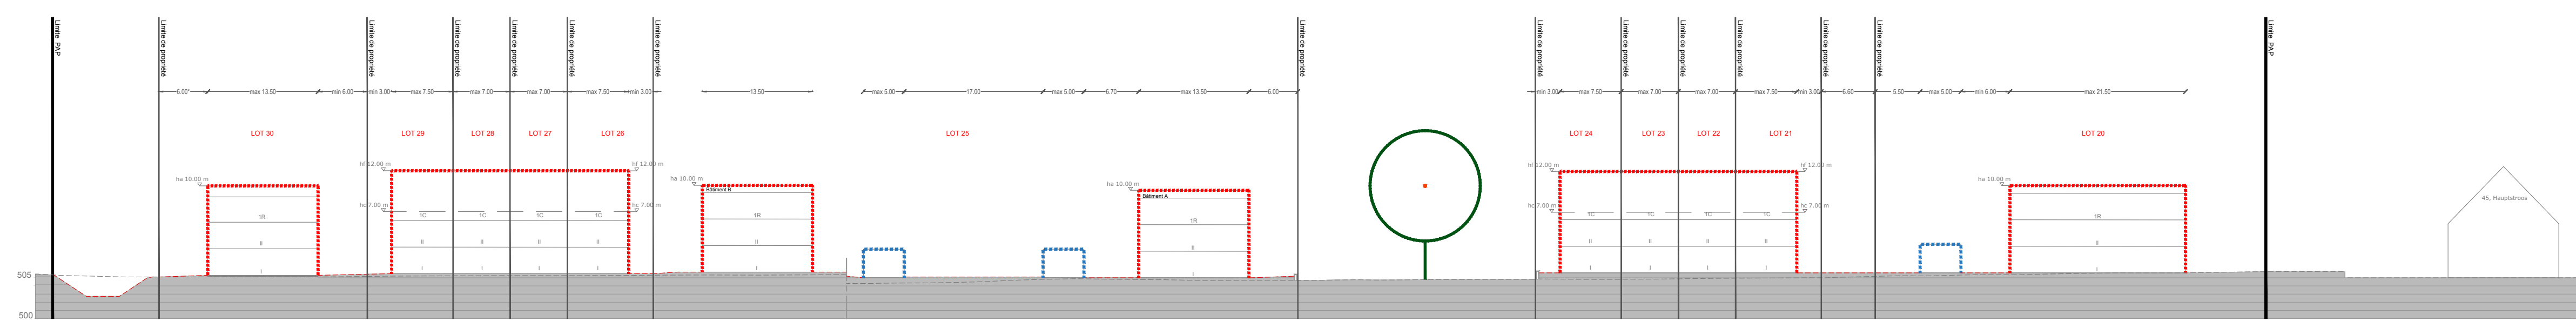 Limite PAP
Limite de propriété
Limite de propriété
Limite de propriété
Limite de propriété
Limite de propriété
Limite de propriété
Limite de propriété
Limite de propriété
Limite de propriété
Limite de propriété
Limite de propriété
Limite de propriété
Limite de propriété
Limite PAP
6.00* max 13.50 min 6.00 min 3.00 max 7.50 max 7.00 max 7.00 max 7.50 min 3.00 13.50 max 5.00 17.00 max 5.00 6.70 max 13.50 6.00 min 3.00 max 7.50 max 7.00 max 7.00 max 7.50 min 3.00 6.60 5.50 max 5.00 min 6.00 max 21.50
LOT 30 LOT 29 LOT 28 LOT 27 LOT 26 LOT 25 LOT 24 LOT 23 LOT 22 LOT 21 LOT 20
hf 12.00 m hf 12.00 m hf 12.00 m hf 12.00 m
ha 10.00 m ha 10.00 m ha 10.00 m ha 10.00 m
Bâtiment B Bâtiment A
45, Hauptstroos
hc 7.00 m hc 7.00 m hc 7.00 m hc 7.00 m
1R 1C 1C 1C 1C 1R 1R 1C 1C 1C 1C 1R
II II II II II II II II II II II II
I I I I I I I I I I I I
505
500